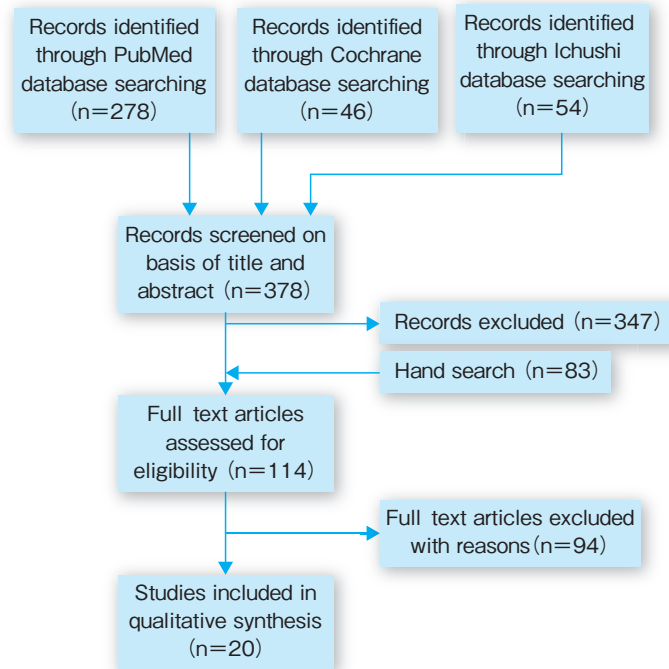 Records identified
through PubMed
database searching
(n=278)
Records identified
through Cochrane
database searching
(n=46)
Records identified
through Ichushi
database searching
(n=54)
Records screened on
basis of title and
abstract (n=378)
Records excluded (n=347)
Hand search (n=83)
Full text articles
assessed for
eligibility (n=114)
Full text articles excluded
with reasons(n=94)
Studies included in
qualitative synthesis
(n=20)